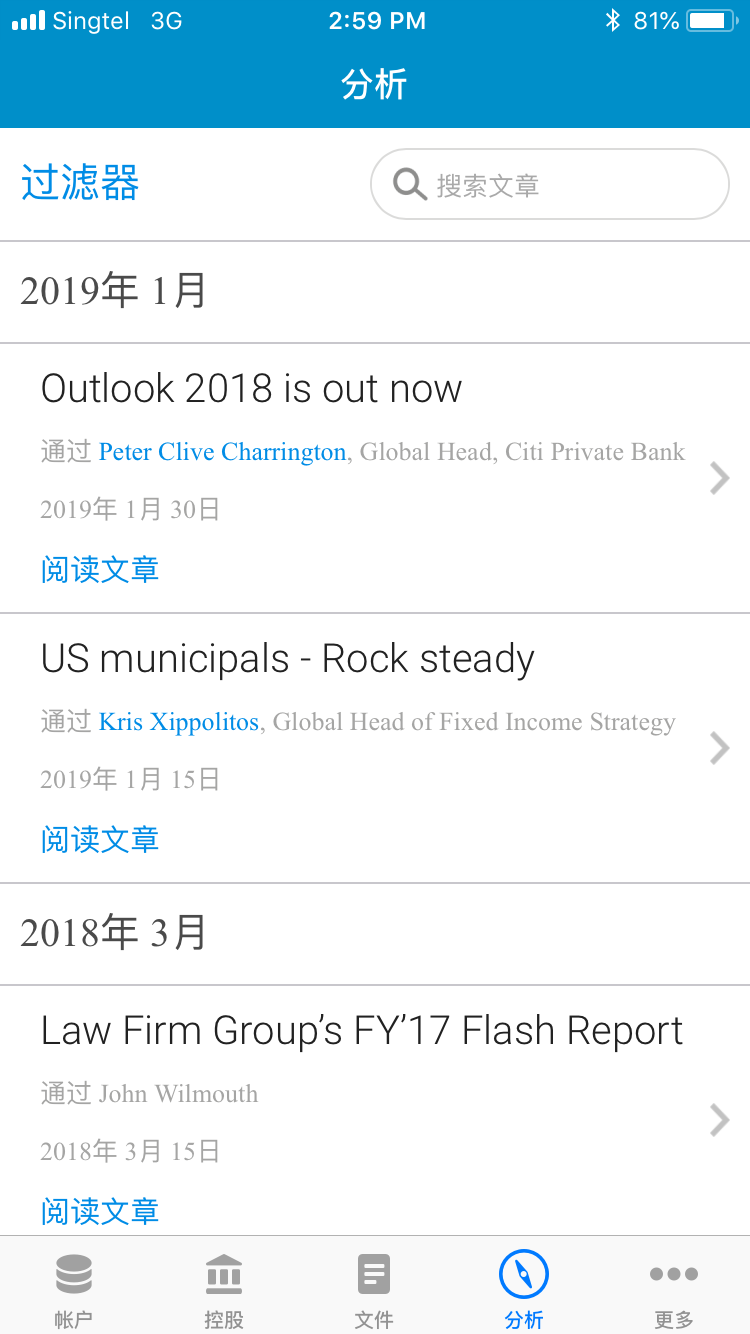 Singtel 3G 2:59 PM 81%
分析
过滤器 搜索文章
2019年 1月
Outlook 2018 is out now
通过 Peter Clive Charrington, Global Head, Citi Private Bank
2019年 1月 30日
阅读文章
US municipals - Rock steady
通过 Kris Xippolitos, Global Head of Fixed Income Strategy
2019年 1月 15日
阅读文章
2018年 3月
Law Firm Group’s FY’17 Flash Report
通过 John Wilmouth
2018年 3月 15日
阅读文章
帐户 控股 文件 分析 更多